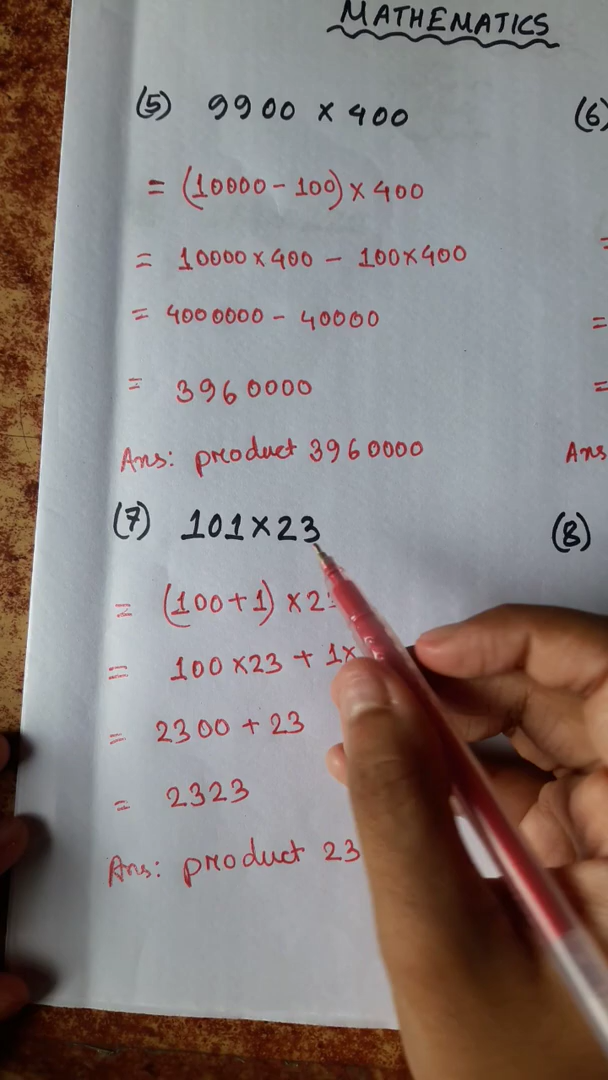 MATHEMATICS
(5) 9900 × 400
= (10000 - 100) × 400
= 10000 × 400 - 100 × 400
= 4000000 - 40000
= 3960000
Ans: product 3960000
(7) 101 × 23
= (100 + 1) × 2
= 100 × 23 + 1 ×
= 2300 + 23
= 2323
Ans: product 23
(6)
=
=
=
Ans
(8)